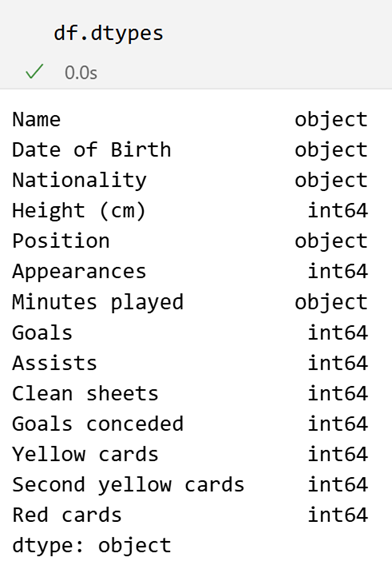 df.dtypes
0.0s
Name object
Date of Birth object
Nationality object
Height (cm) int64
Position object
Appearances int64
Minutes played object
Goals int64
Assists int64
Clean sheets int64
Goals conceded int64
Yellow cards int64
Second yellow cards int64
Red cards int64
dtype: object